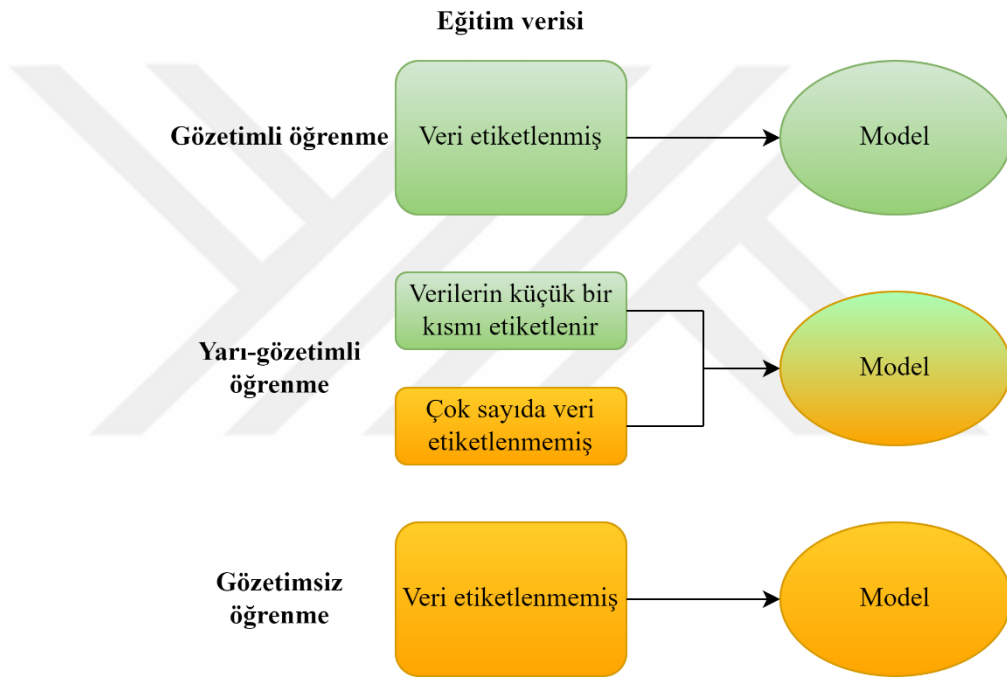 Eğitim verisi
Gözetimli öğrenme
Veri etiketlenmiş
Model
Yarı-gözetimli
öğrenme
Verilerin küçük bir
kısmı etiketlenir
Çok sayıda veri
etiketlenmemiş
Model
Gözetimsiz
öğrenme
Veri etiketlenmemiş
Model